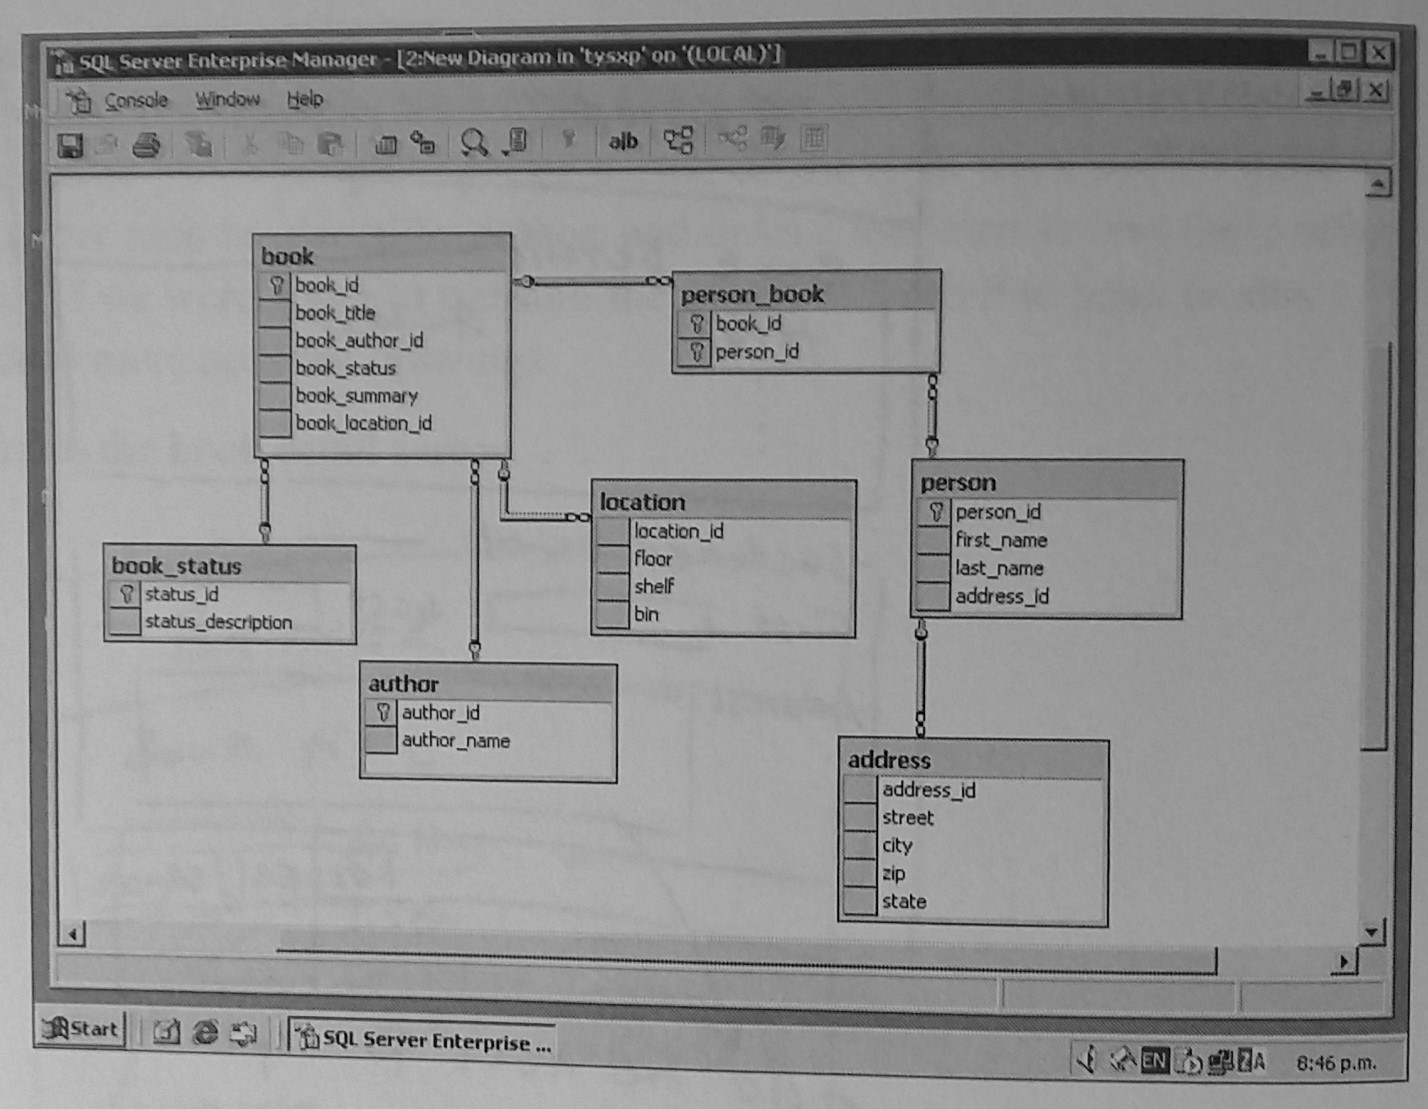 SQL Server Enterprise Manager - [2:New Diagram in 'tysxp' on '(LOCAL)']
Console Window Help
a|b
book
book_id
book_title
book_author_id
book_status
book_summary
book_location_id
person_book
book_id
person_id
person
person_id
first_name
last_name
address_id
location
location_id
floor
shelf
bin
book_status
status_id
status_description
author
author_id
author_name
address
address_id
street
city
zip
state
Start
SQL Server Enterprise ...
EN
8:46 p.m.